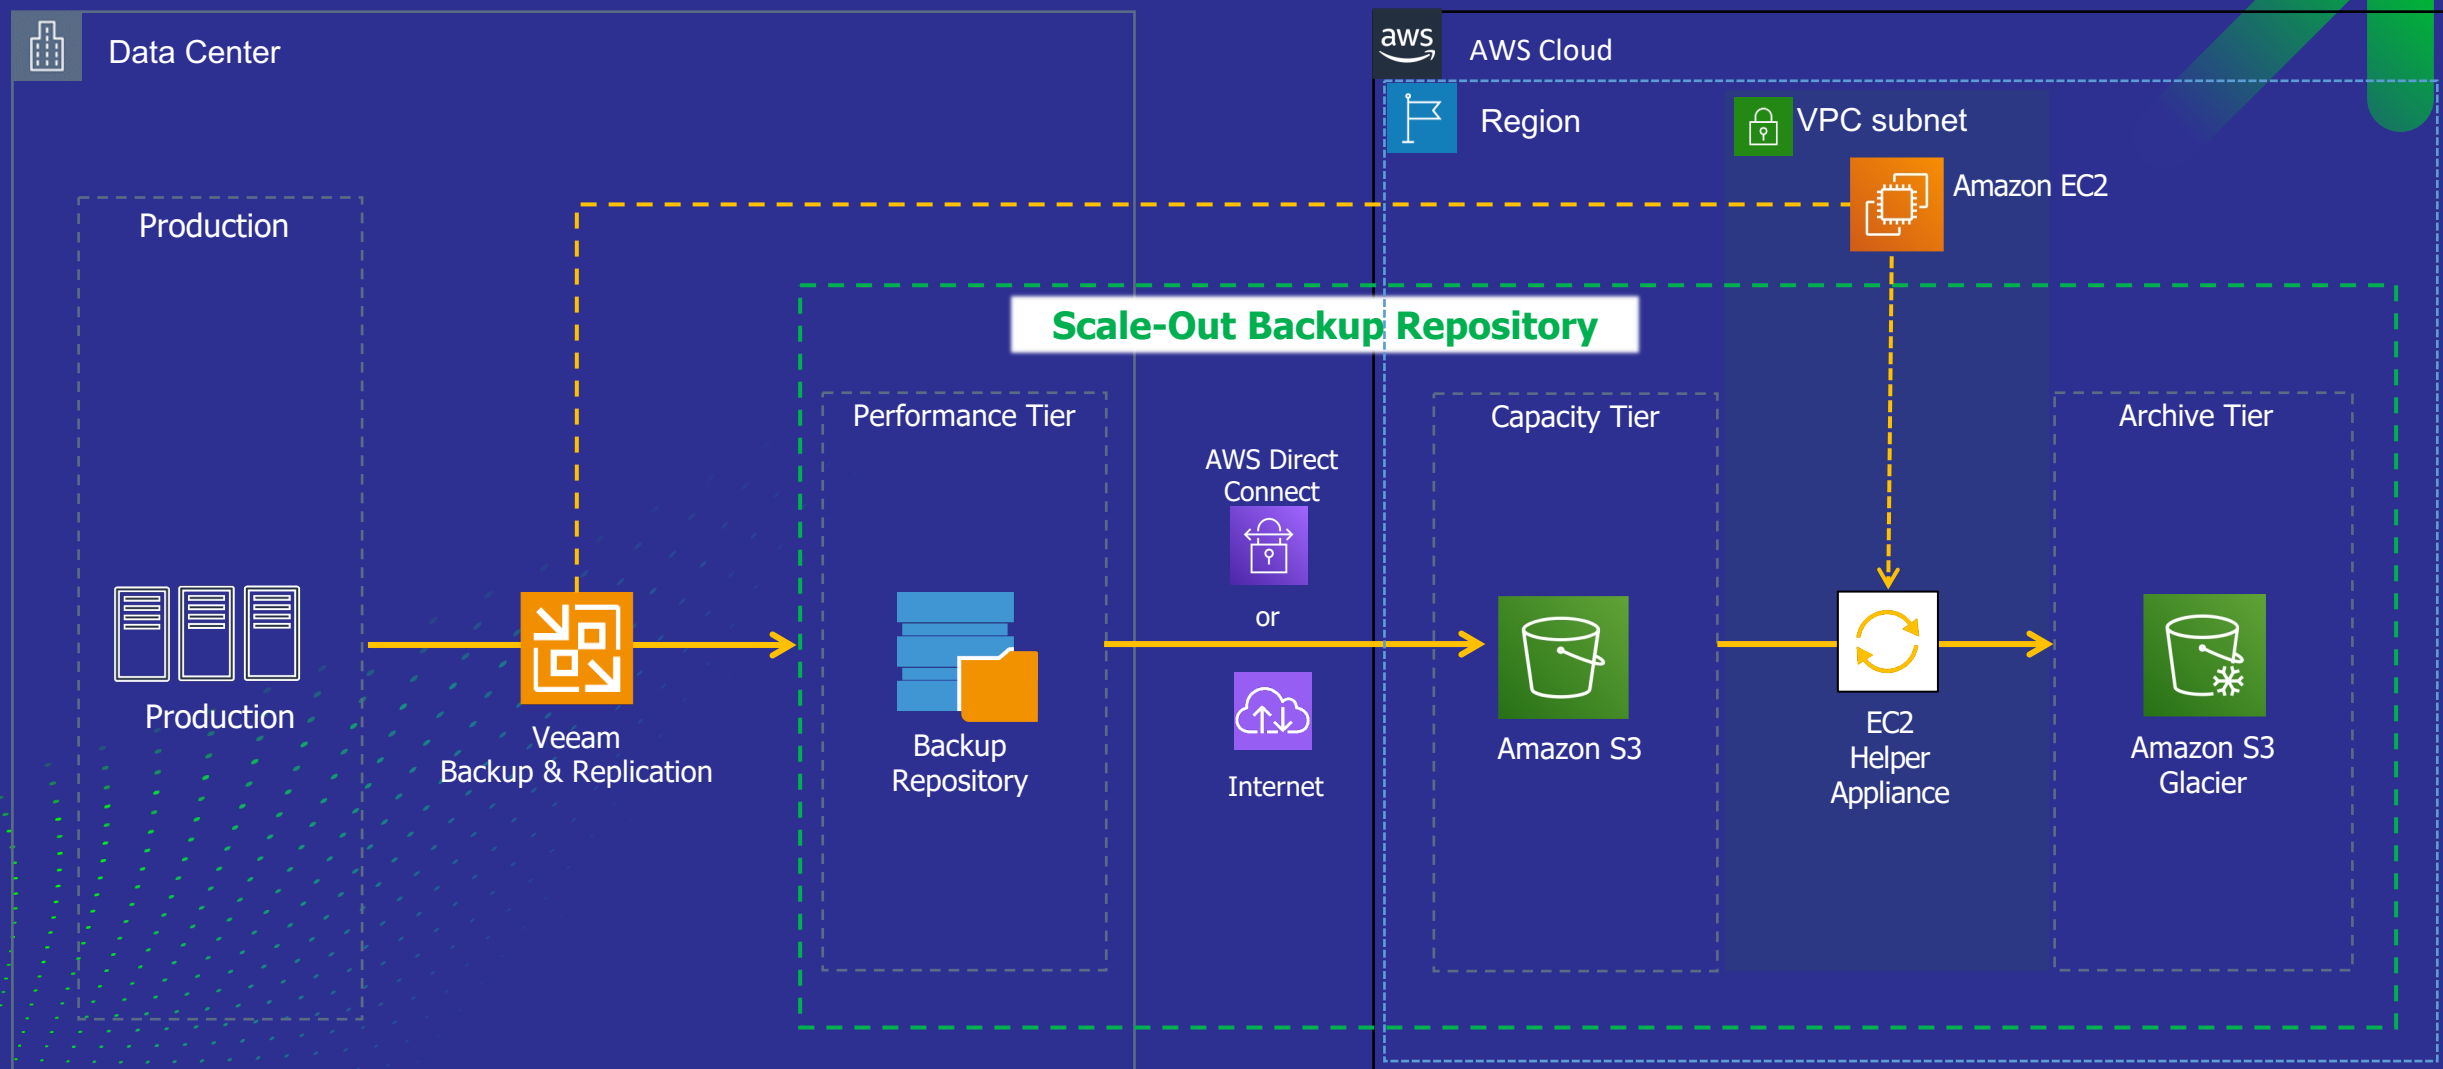 Data Center
aws
AWS Cloud
Region
VPC subnet
Amazon EC2
Production
Scale-Out Backup Repository
Performance Tier
Capacity Tier
Archive Tier
AWS Direct
Connect
or
Internet
Production
Veeam
Backup & Replication
Backup
Repository
Amazon S3
EC2
Helper
Appliance
Amazon S3
Glacier